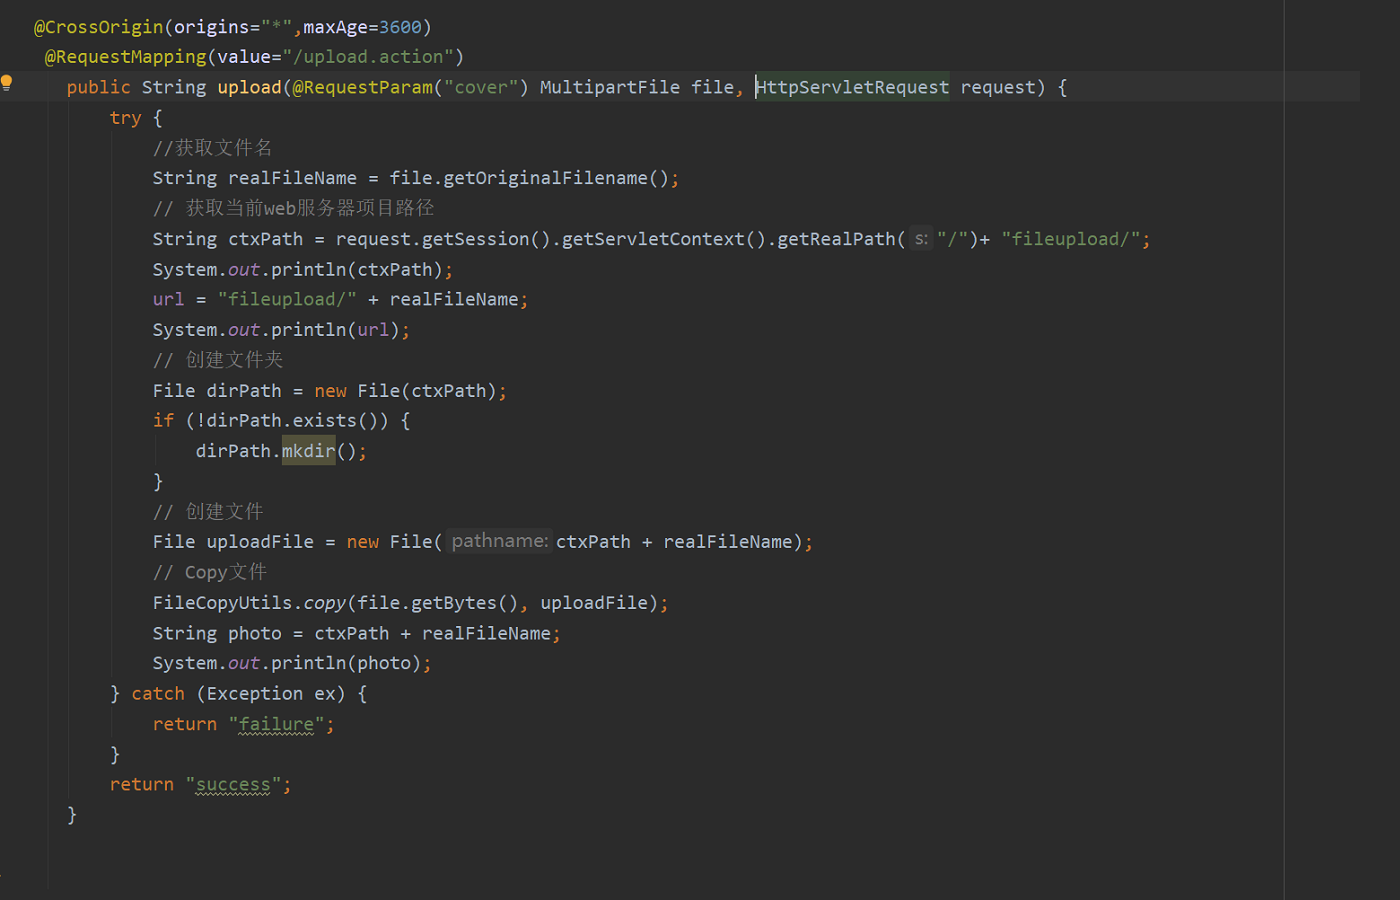 @CrossOrigin(origins="*",maxAge=3600)
@RequestMapping(value="/upload.action")
public String upload(@RequestParam("cover") MultipartFile file, HttpServletRequest request) {
try {
//获取文件名
String realFileName = file.getOriginalFilename();
// 获取当前web服务器项目路径
String ctxPath = request.getSession().getServletContext().getRealPath( s: "/")+ "fileupload/";
System.out.println(ctxPath);
url = "fileupload/" + realFileName;
System.out.println(url);
// 创建文件夹
File dirPath = new File(ctxPath);
if (!dirPath.exists()) {
dirPath.mkdir();
}
// 创建文件
File uploadFile = new File( pathname: ctxPath + realFileName);
// Copy文件
FileCopyUtils.copy(file.getBytes(), uploadFile);
String photo = ctxPath + realFileName;
System.out.println(photo);
} catch (Exception ex) {
return "failure";
}
return "success";
}